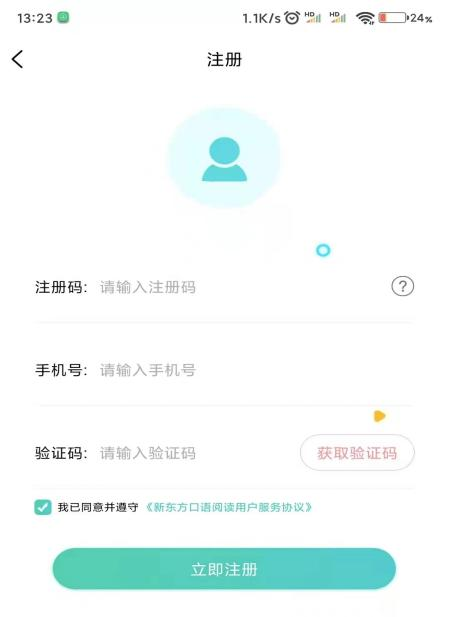 13:23 1.1K/s HD HD 24%
注册
注册码: 请输入注册码 ?
手机号: 请输入手机号
验证码: 请输入验证码 获取验证码
我已同意并遵守《新东方口语阅读用户服务协议》
立即注册